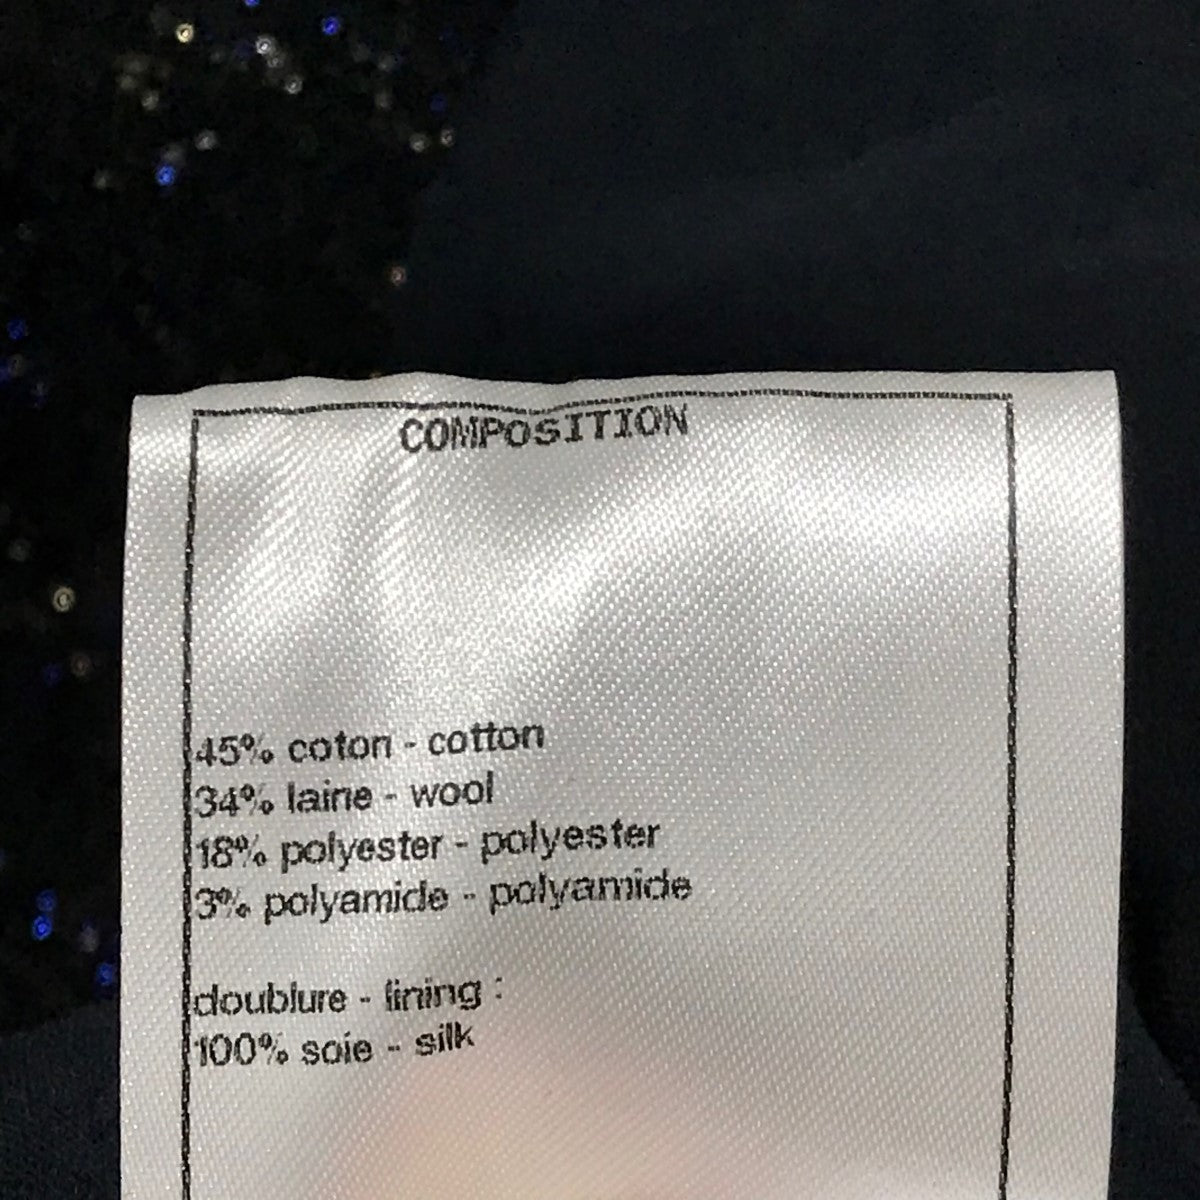 COMPOSITION
45% coton - cotton
34% laine - wool
18% polyester - polyester
3% polyamide - polyamide
doublure - lining :
100% soie - silk